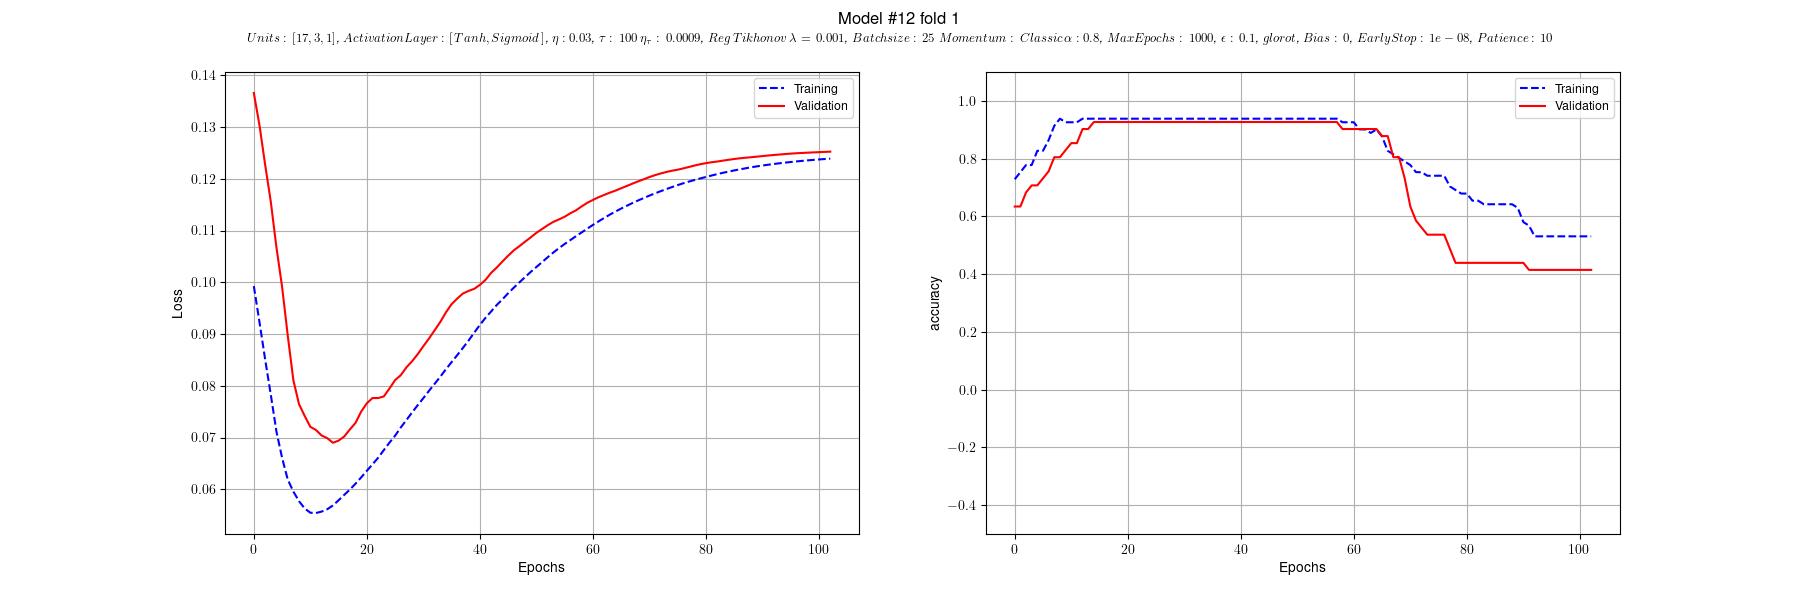 Model #12 fold 1
Units : [17, 3, 1], ActivationLayer : [Tanh, Sigmoid], η : 0.03, τ : 100 η_τ : 0.0009, Reg Tikhonov λ = 0.001, Batchsize : 25 Momentum : Classic α : 0.8, MaxEpochs : 1000, ϵ : 0.1, glorot, Bias : 0, EarlyStop : 1e − 08, Patience : 10
Loss
0.14
0.13
0.12
0.11
0.10
0.09
0.08
0.07
0.06
Training
Validation
0 20 40 60 80 100
Epochs
accuracy
1.0
0.8
0.6
0.4
0.2
0.0
−0.2
−0.4
Training
Validation
0 20 40 60 80 100
Epochs